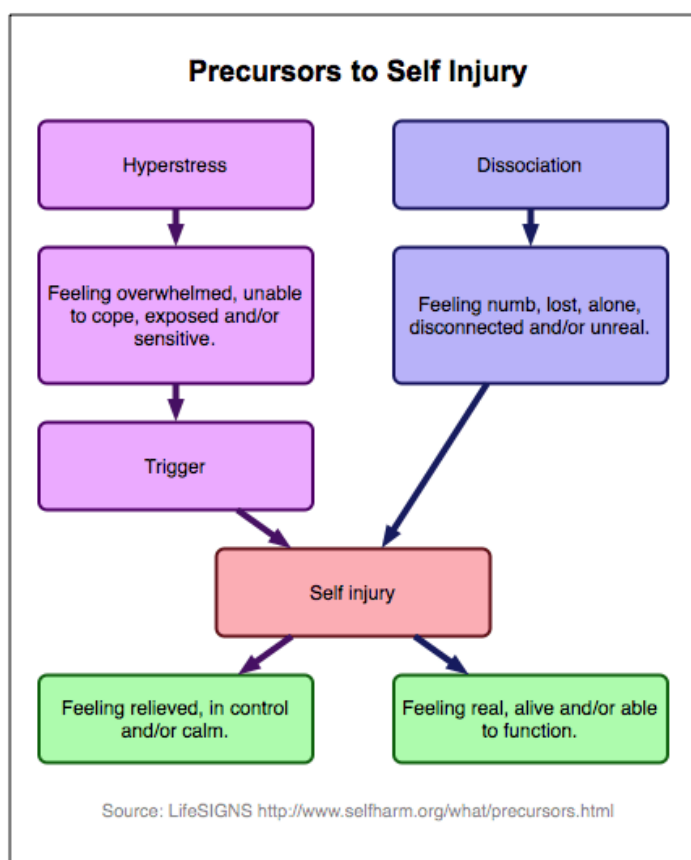 Precursors to Self Injury
Hyperstress
Dissociation
Feeling overwhelmed, unable
to cope, exposed and/or
sensitive.
Feeling numb, lost, alone,
disconnected and/or unreal.
Trigger
Self injury
Feeling relieved, in control
and/or calm.
Feeling real, alive and/or able
to function.
Source: LifeSIGNS http://www.selfharm.org/what/precursors.html